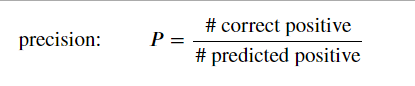 precision: P = # correct positive
# predicted positive